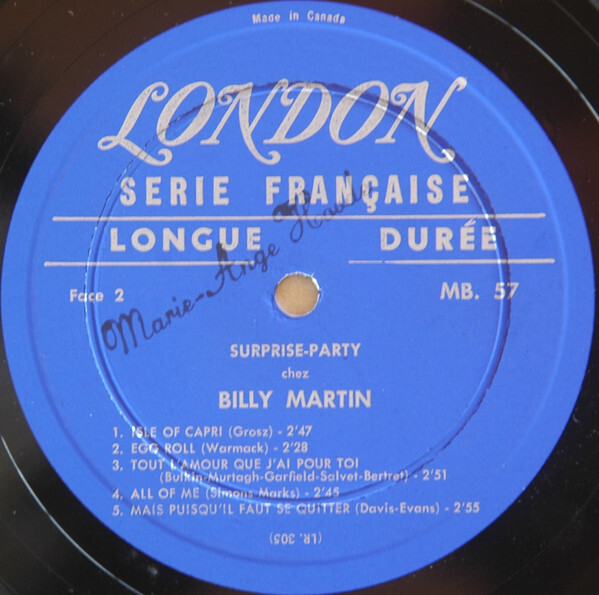 Made in Canada
LONDON
SERIE FRANÇAISE
LONGUE DURÉE
Marie-Ange
Face 2
MB. 57
SURPRISE-PARTY
chez
BILLY MARTIN
1. ISLE OF CAPRI (Grosz) - 2'47
2. EGG ROLL (Warmack) - 2'28
3. TOUT L'AMOUR QUE J'AI POUR TOI
(Bulkin-Murtagh-Garfield-Salvet-Bertret) - 2'51
4. ALL OF ME (Simons-Marks) - 2'45
5. MAIS PUISQU'IL FAUT SE QUITTER (Davis-Evans) - 2'55
(LR. 305)